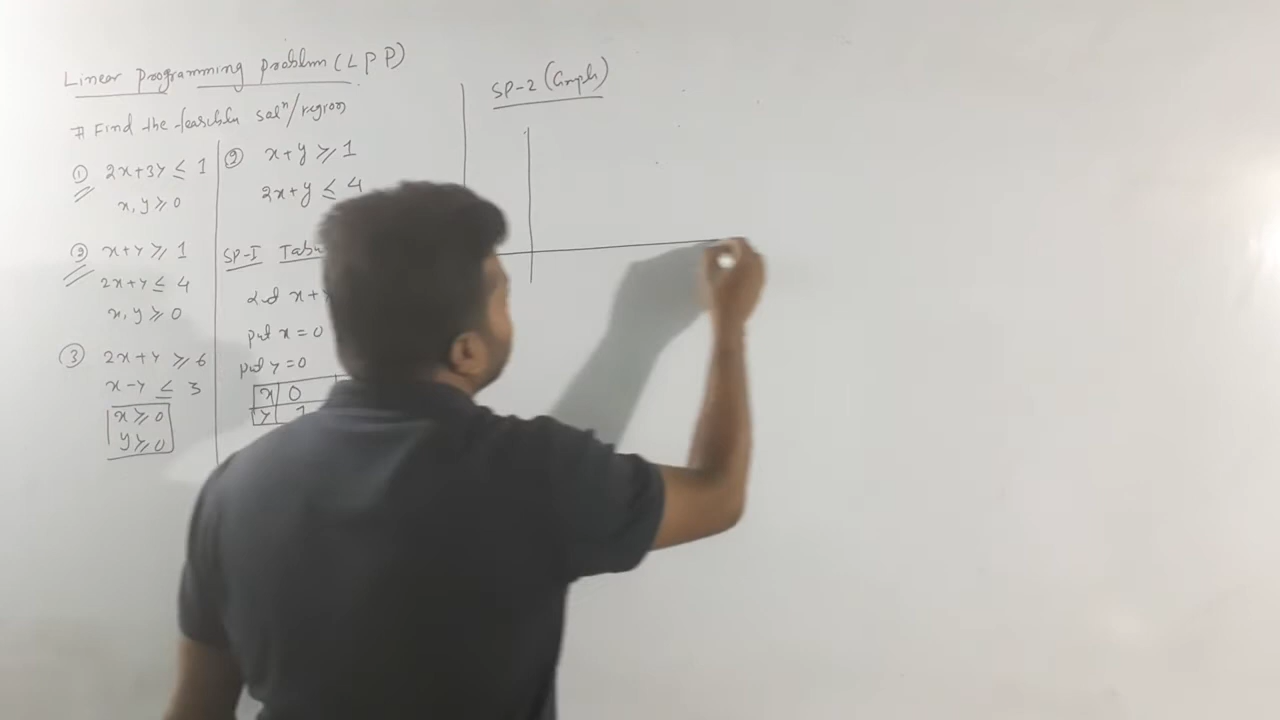 Linear Programming Problem (LPP)
# Find the feasible solⁿ/region
① 2x+3y ≤ 1
x, y ≥ 0
② x+y ≥ 1
2x+y ≤ 4
x, y ≥ 0
③ 2x+y ≥ 6
x-y ≤ 3
x ≥ 0
y ≥ 0
② x+y ≥ 1
2x+y ≤ 4
SP-I
put x = 0
put y = 0
x 0
y 1
SP-2 (Graph)